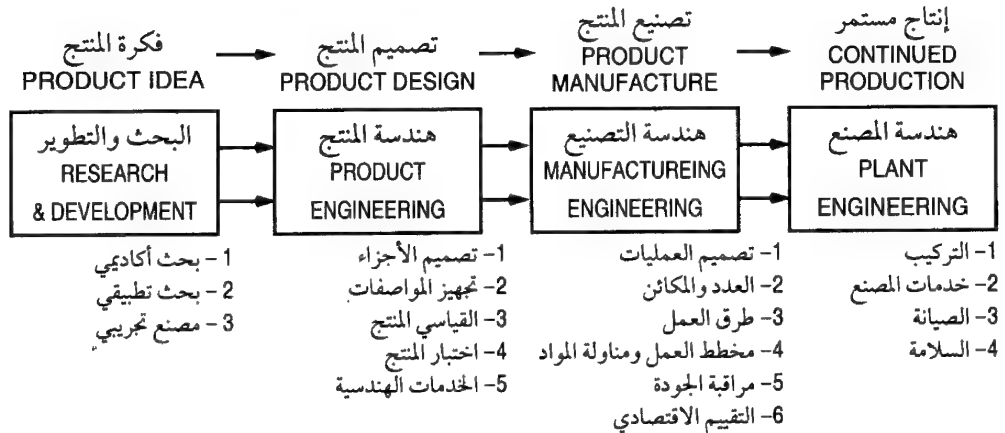 فكرة المنتج
PRODUCT IDEA
تصميم المنتج
PRODUCT DESIGN
تصنيع المنتج
PRODUCT
MANUFACTURE
إنتاج مستمر
CONTINUED
PRODUCTION
البحث والتطوير
RESEARCH
& DEVELOPMENT
هندسة المنتج
PRODUCT
ENGINEERING
هندسة التصنيع
MANUFACTUREING
ENGINEERING
هندسة المصنع
PLANT
ENGINEERING
1- بحث أكاديمي
2- بحث تطبيقي
3- مصنع تجريبي
1- تصميم الأجزاء
2- تجهيز المواصفات
3- القياسي المنتج
4- اختبار المنتج
5- الخدمات الهندسية
1- تصميم العمليات
2- العدد والمكائن
3- طرق العمل
4- مخطط العمل ومناولة المواد
5- مراقبة الجودة
6- التقييم الاقتصادي
1- التركيب
2- خدمات المصنع
3- الصيانة
4- السلامة